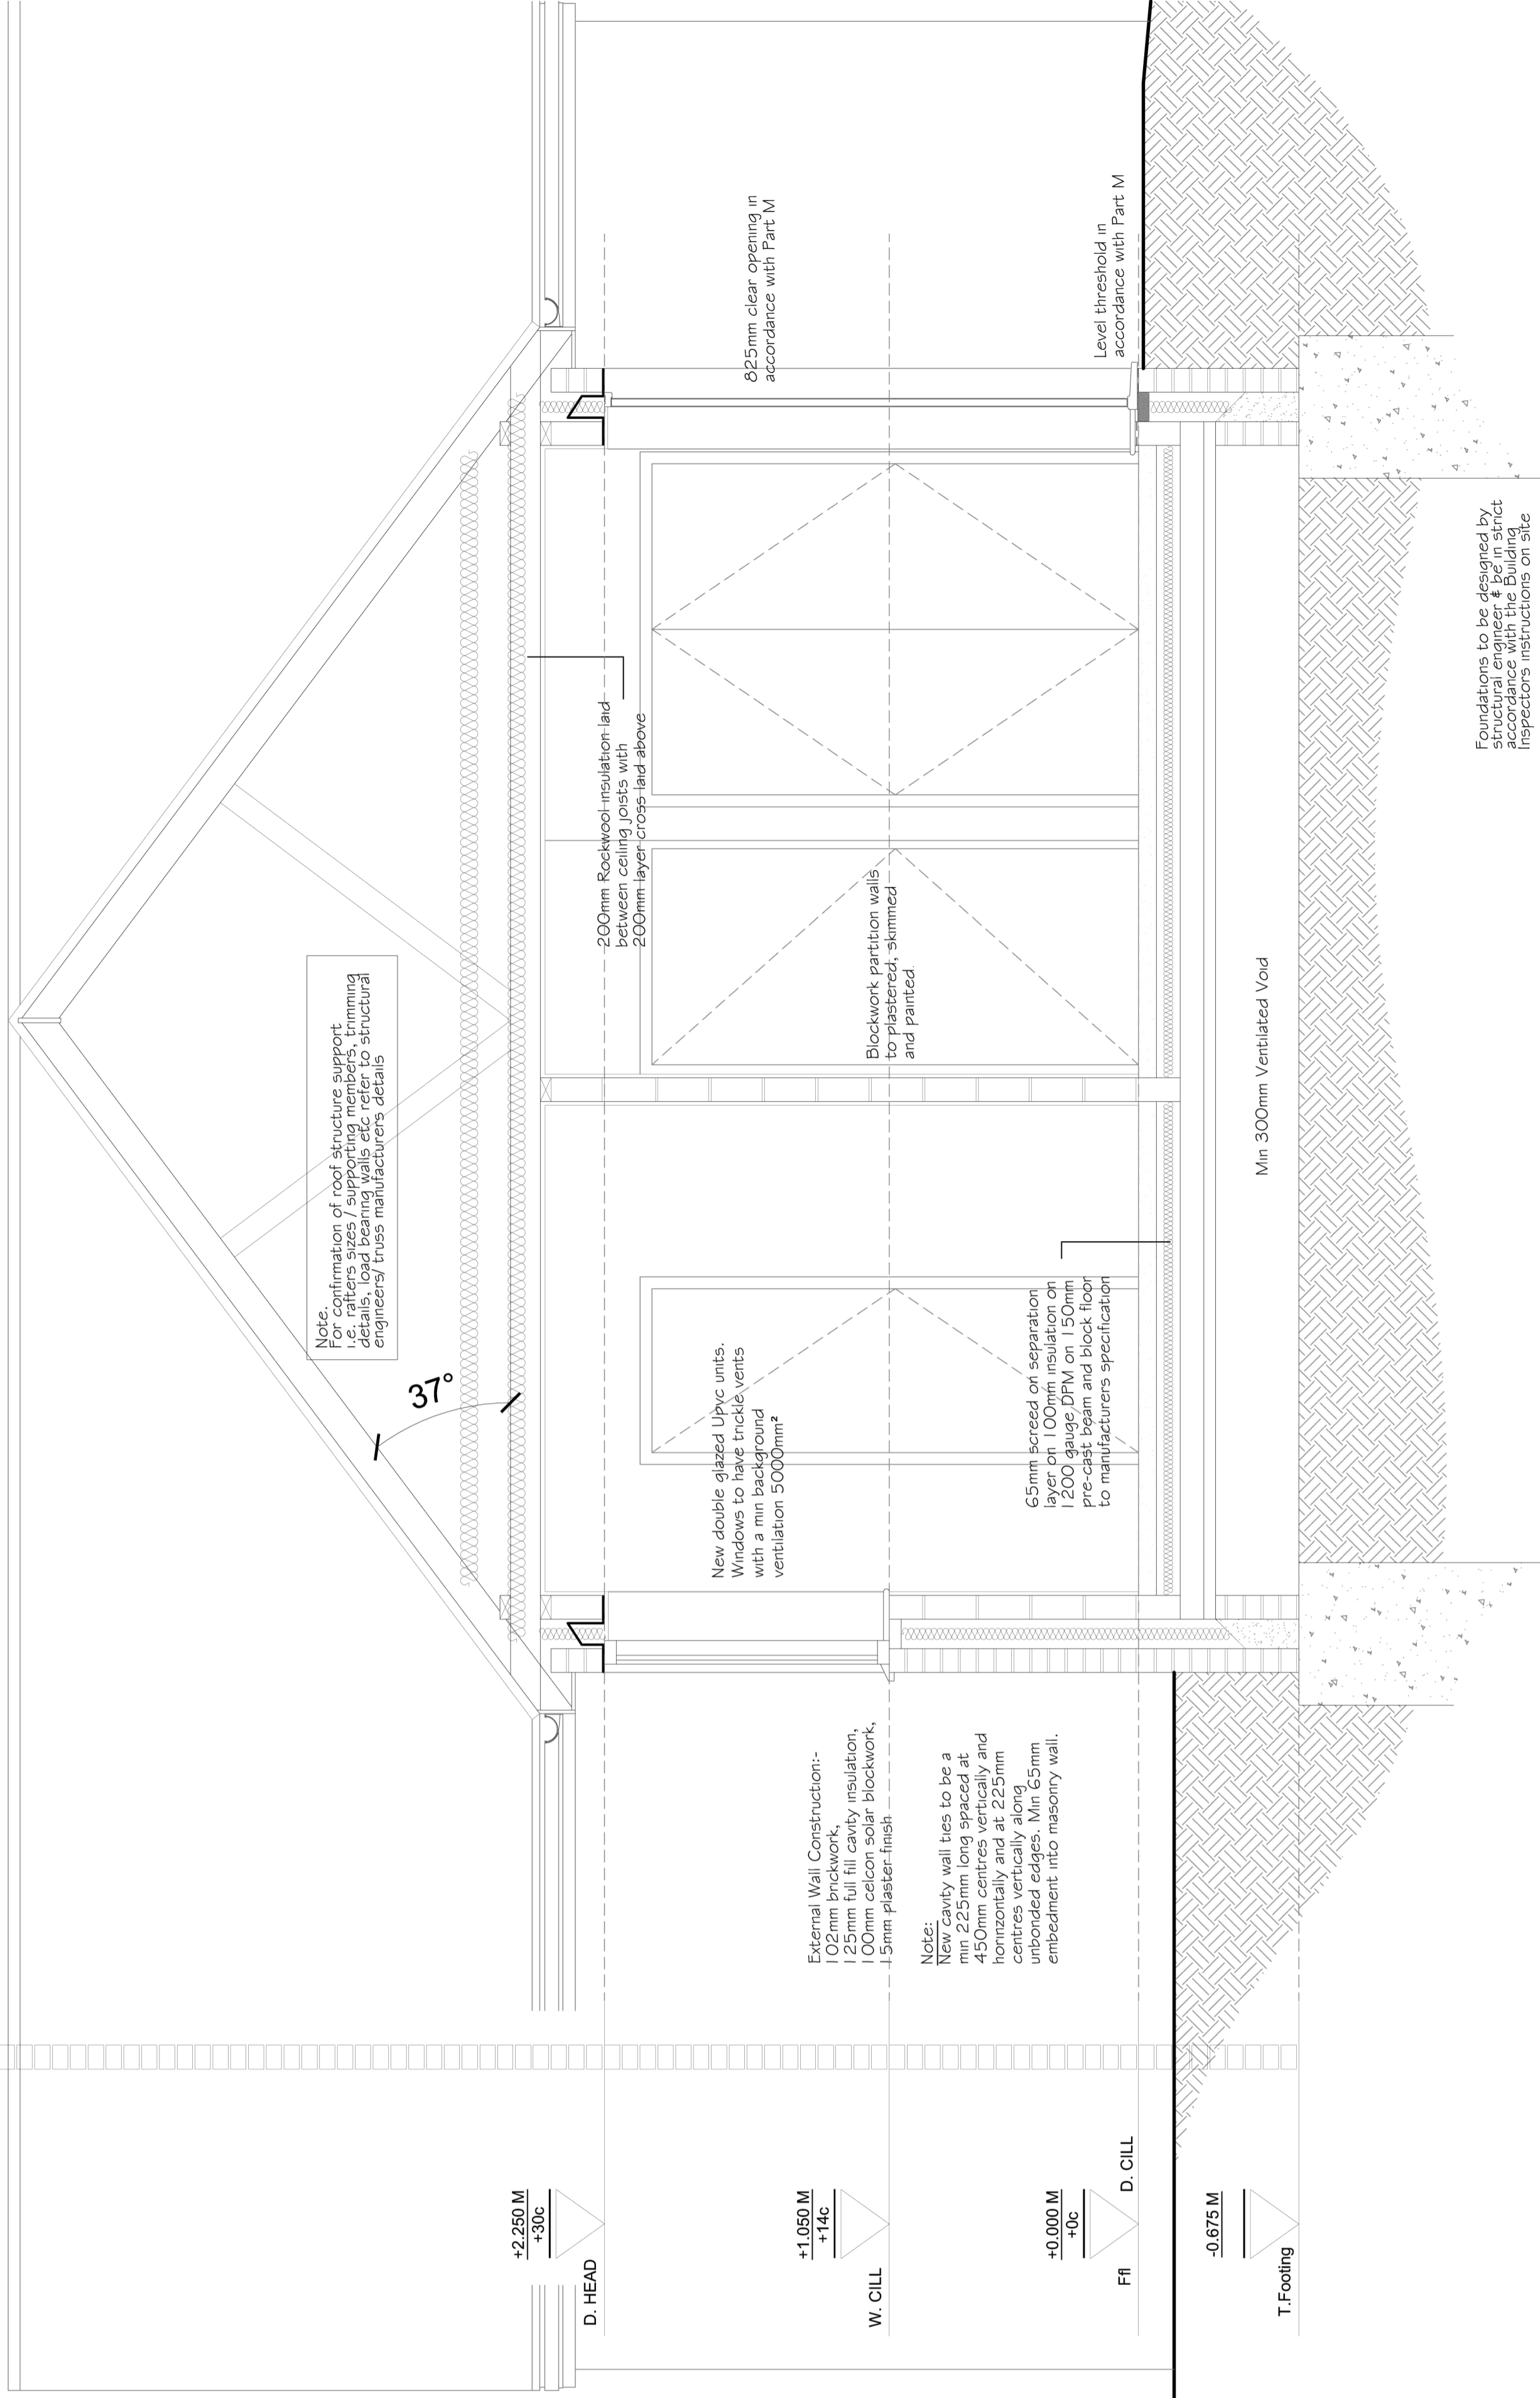 Note.
For confirmation of roof structure support
i.e. rafters sizes / supporting members, trimming
details, load bearing walls etc refer to structural
engineers/ truss manufacturers details
37°
200mm Rockwool insulation laid
between ceiling joists with
200mm layer cross laid above
825mm clear opening in
accordance with Part M
Level threshold in
accordance with Part M
New double glazed Upvc units.
Windows to have trickle vents
with a min background
ventilation 5000mm²
Blockwork partition walls
to plastered, skimmed
and painted.
65mm screed on separation
layer on 100mm insulation on
1200 gauge DPM on 150mm
pre-cast beam and block floor
to manufacturers specification
Min 300mm Ventilated Void
Foundations to be designed by
structural engineer & be in strict
accordance with the Building
Inspectors instructions on site
External Wall Construction:-
102mm brickwork,
125mm full fill cavity insulation,
100mm celcon solar blockwork,
15mm plaster finish
Note:
New cavity wall ties to be a
min 225mm long spaced at
450mm centres vertically and
horinzontally and at 225mm
centres vertically along
unbonded edges. Min 65mm
embedment into masonry wall.
+2.250 M
+30c
D. HEAD
+1.050 M
+14c
W. CILL
+0.000 M
+0c
Ffl
D. CILL
-0.675 M
T.Footing